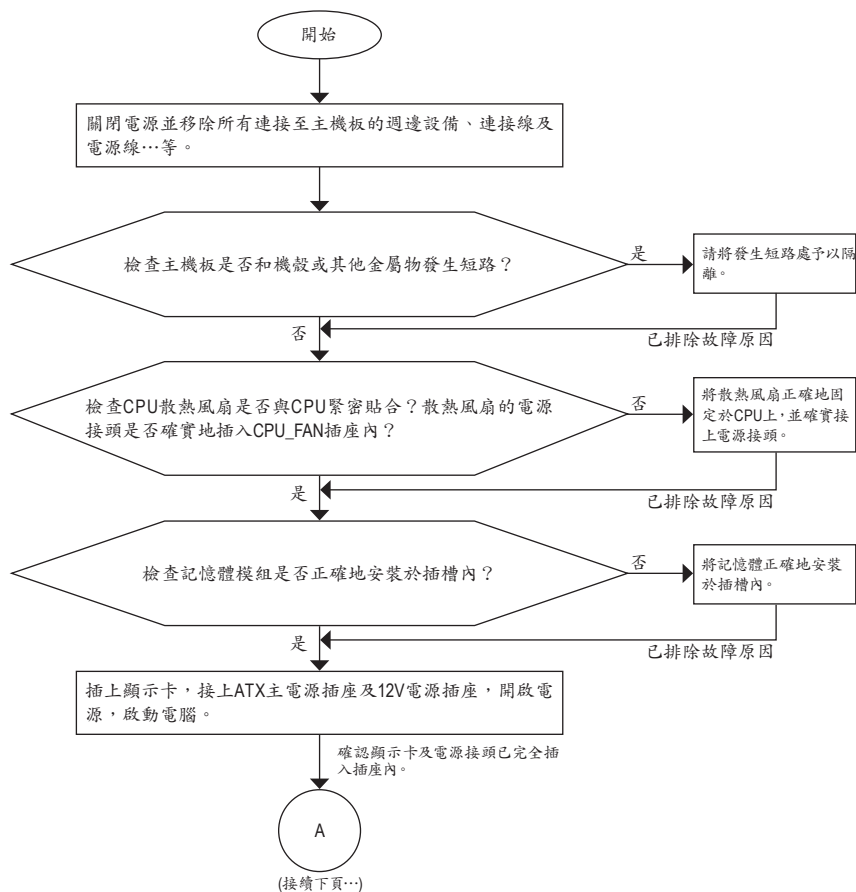 開始
關閉電源並移除所有連接至主機板的週邊設備、連接線及
電源線…等。
檢查主機板是否和機殼或其他金屬物發生短路？
是
請將發生短路處予以隔
離。
否
已排除故障原因
檢查CPU散熱風扇是否與CPU緊密貼合？散熱風扇的電源
接頭是否確實地插入CPU_FAN插座內？
否
將散熱風扇正確地固
定於CPU上，並確實接
上電源接頭。
是
已排除故障原因
檢查記憶體模組是否正確地安裝於插槽內？
否
將記憶體正確地安裝
於插槽內。
是
已排除故障原因
插上顯示卡，接上ATX主電源插座及12V電源插座，開啟電
源，啟動電腦。
確認顯示卡及電源接頭已完全插
入插座內。
A
(接續下頁…)